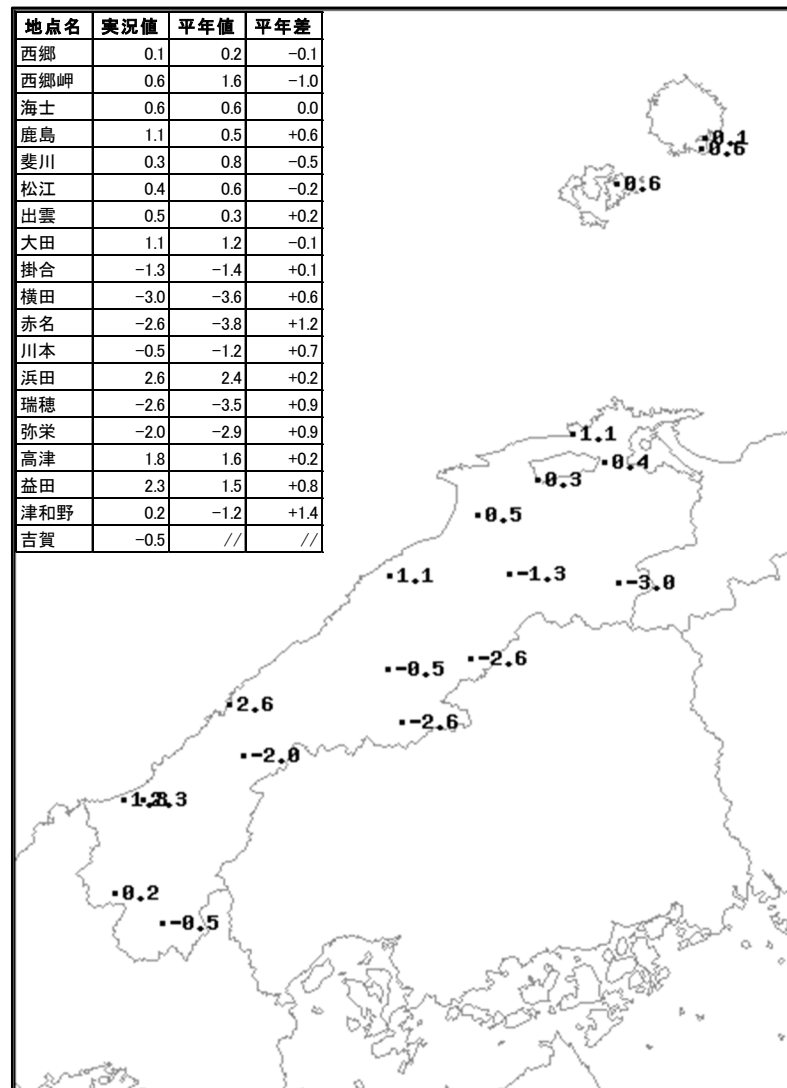 地点名 実況値 平年値 平年差
西郷 0.1 0.2 −0.1
西郷岬 0.6 1.6 −1.0
海士 0.6 0.6 0.0
鹿島 1.1 0.5 +0.6
斐川 0.3 0.8 −0.5
松江 0.4 0.6 −0.2
出雲 0.5 0.3 +0.2
大田 1.1 1.2 −0.1
掛合 −1.3 −1.4 +0.1
横田 −3.0 −3.6 +0.6
赤名 −2.6 −3.8 +1.2
川本 −0.5 −1.2 +0.7
浜田 2.6 2.4 +0.2
瑞穂 −2.6 −3.5 +0.9
弥栄 −2.0 −2.9 +0.9
高津 1.8 1.6 +0.2
益田 2.3 1.5 +0.8
津和野 0.2 −1.2 +1.4
吉賀 −0.5 // //
0.1
0.6
0.6
1.1
0.4
0.3
0.5
1.1
-1.3
-3.0
-2.6
-0.5
2.6
-2.6
-2.0
1.8
2.3
0.2
-0.5